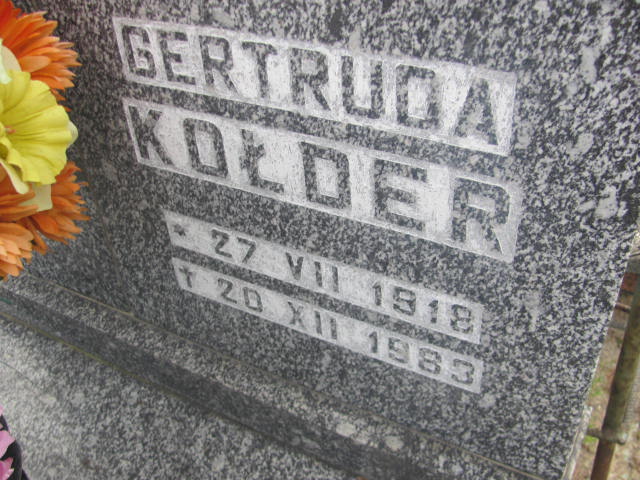 GERTRUDA
KOŁDER
* 27 VII 1918
✝ 20 XII 1983